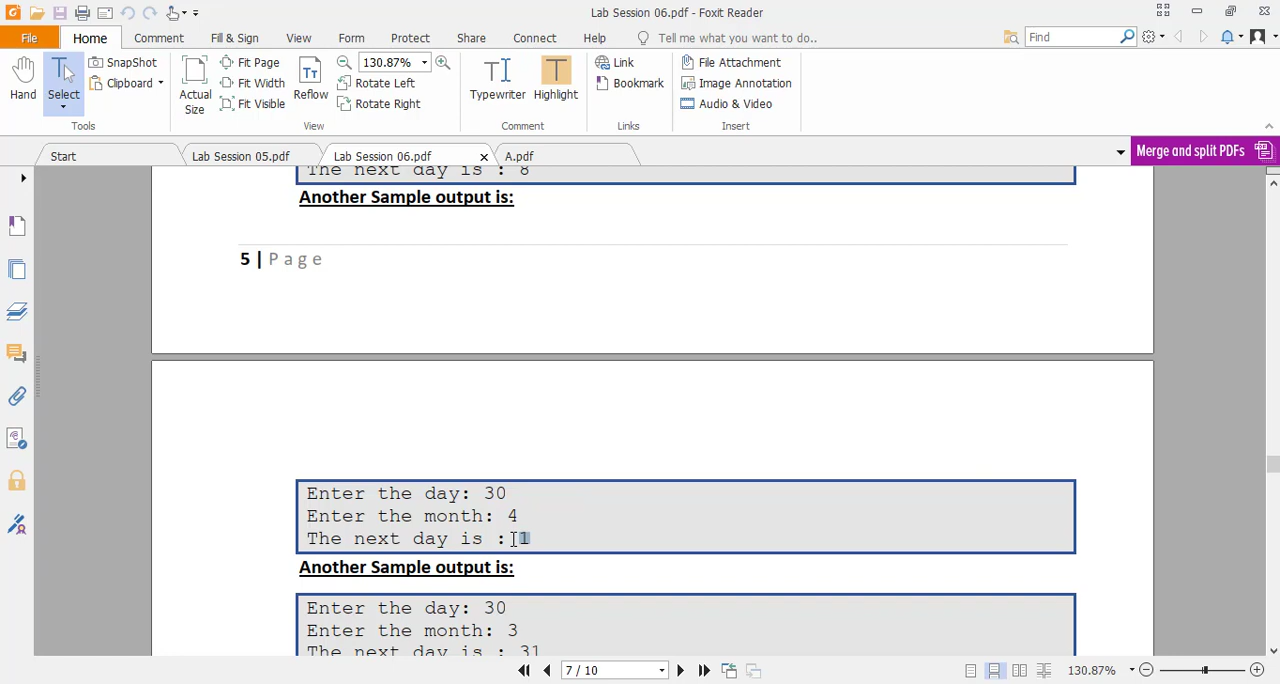 Lab Session 06.pdf - Foxit Reader
File Home Comment Fill & Sign View Form Protect Share Connect Help Tell me what you want to do.. Find
Hand Select SnapShot Clipboard
Tools
Actual Size Fit Page Fit Width Fit Visible Reflow 130.87% Rotate Left Rotate Right
View
Typewriter Highlight
Comment
Link Bookmark
Links
File Attachment Image Annotation Audio & Video
Insert
Start Lab Session 05.pdf Lab Session 06.pdf A.pdf Merge and split PDFs
The next day is : 8
Another Sample output is:
5 | Page
Enter the day: 30
Enter the month: 4
The next day is : 1
Another Sample output is:
Enter the day: 30
Enter the month: 3
The next day is : 31
7 / 10 130.87%